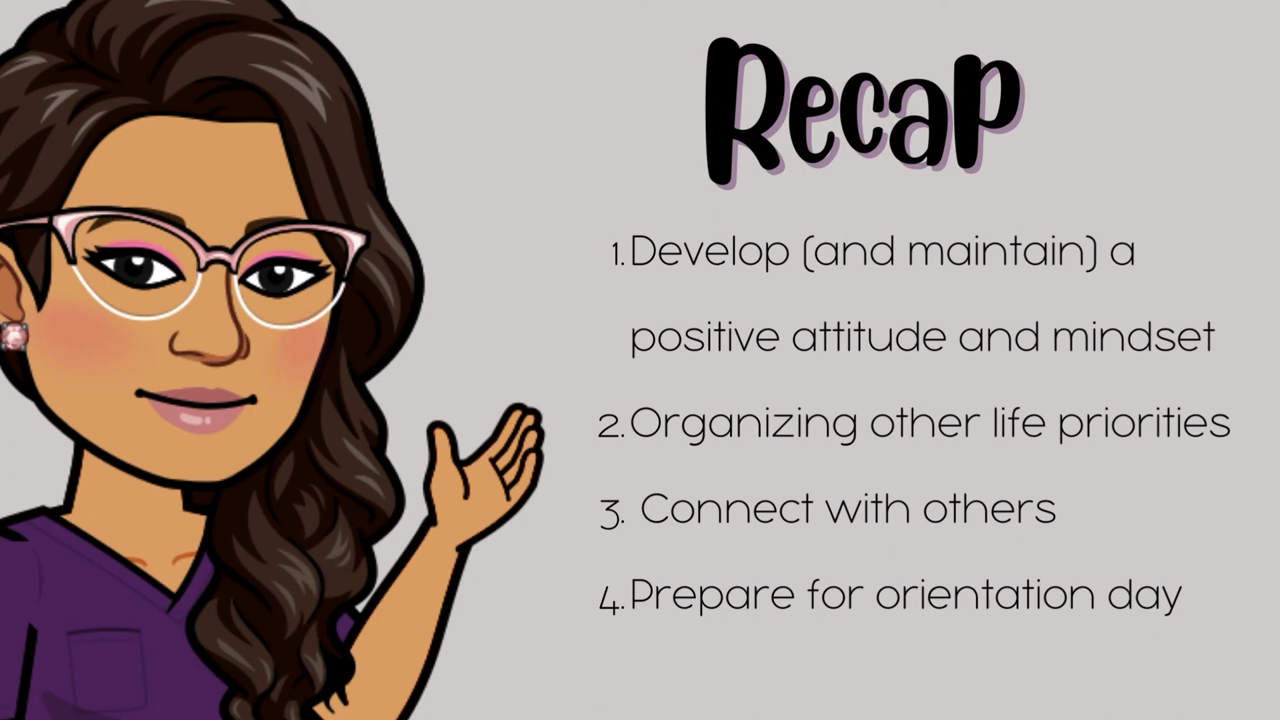 Recap
1. Develop (and maintain) a
positive attitude and mindset
2. Organizing other life priorities
3. Connect with others
4. Prepare for orientation day